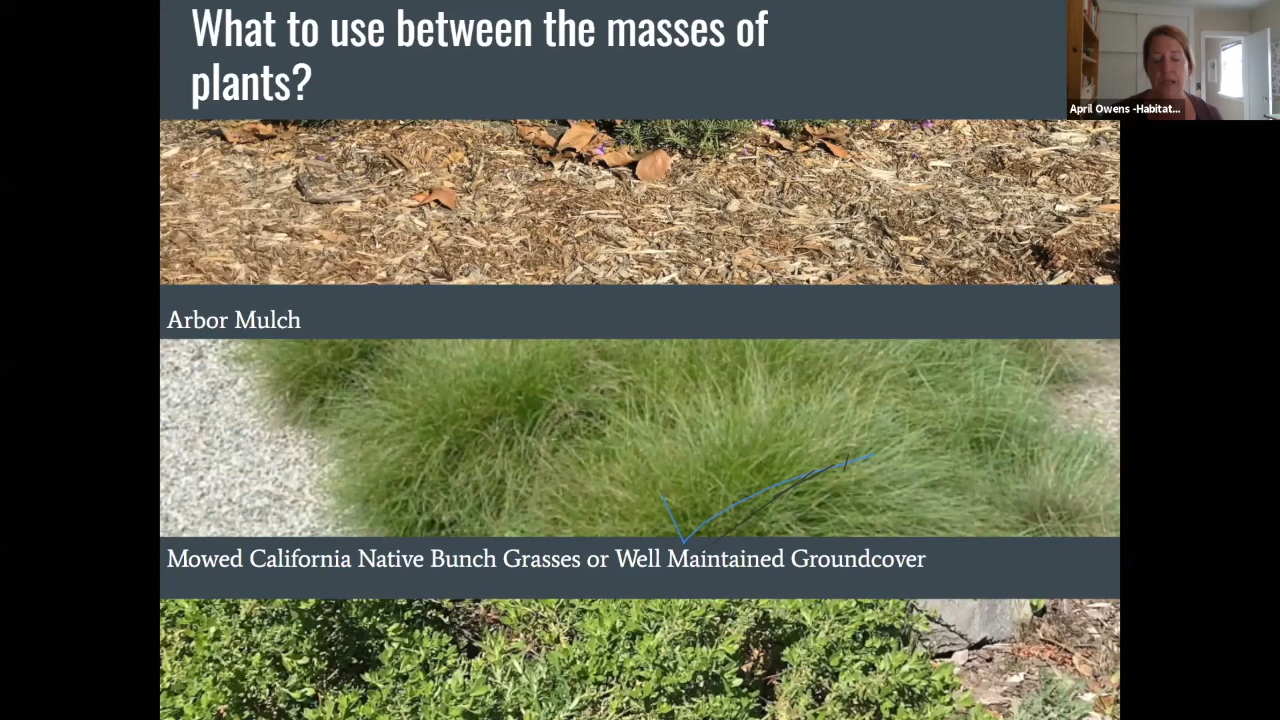 What to use between the masses of
plants?
April Owens -Habitat...
Arbor Mulch
Mowed California Native Bunch Grasses or Well Maintained Groundcover